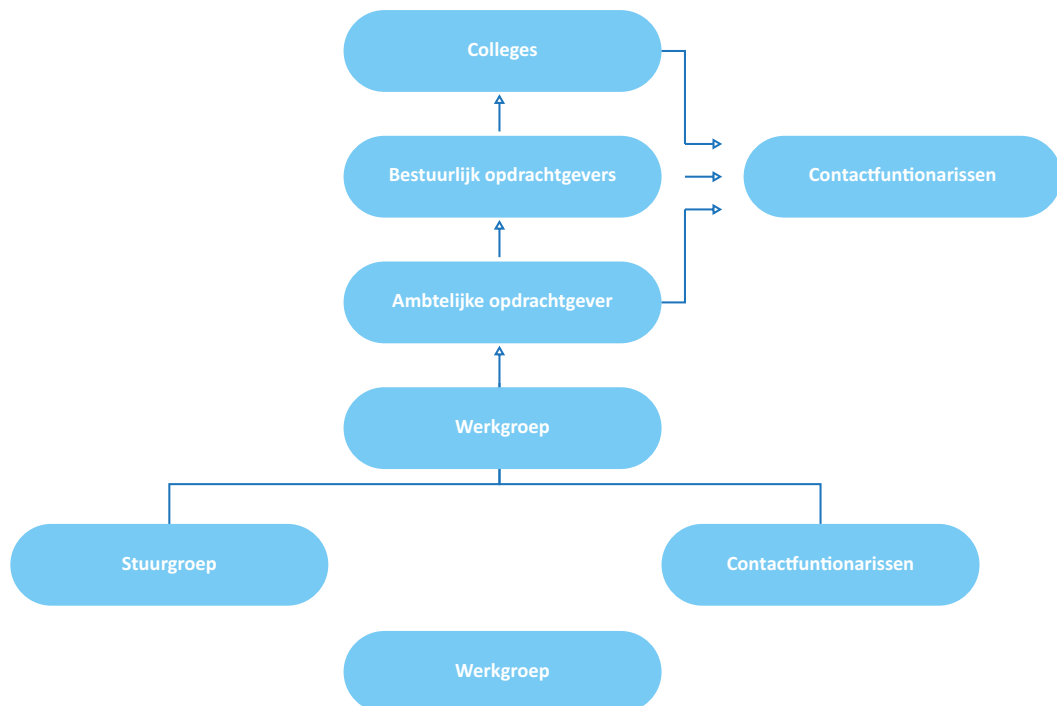 Colleges
Bestuurlijk opdrachtgevers
Contactfuntionarissen
Ambtelijke opdrachtgever
Werkgroep
Stuurgroep
Contactfuntionarissen
Werkgroep